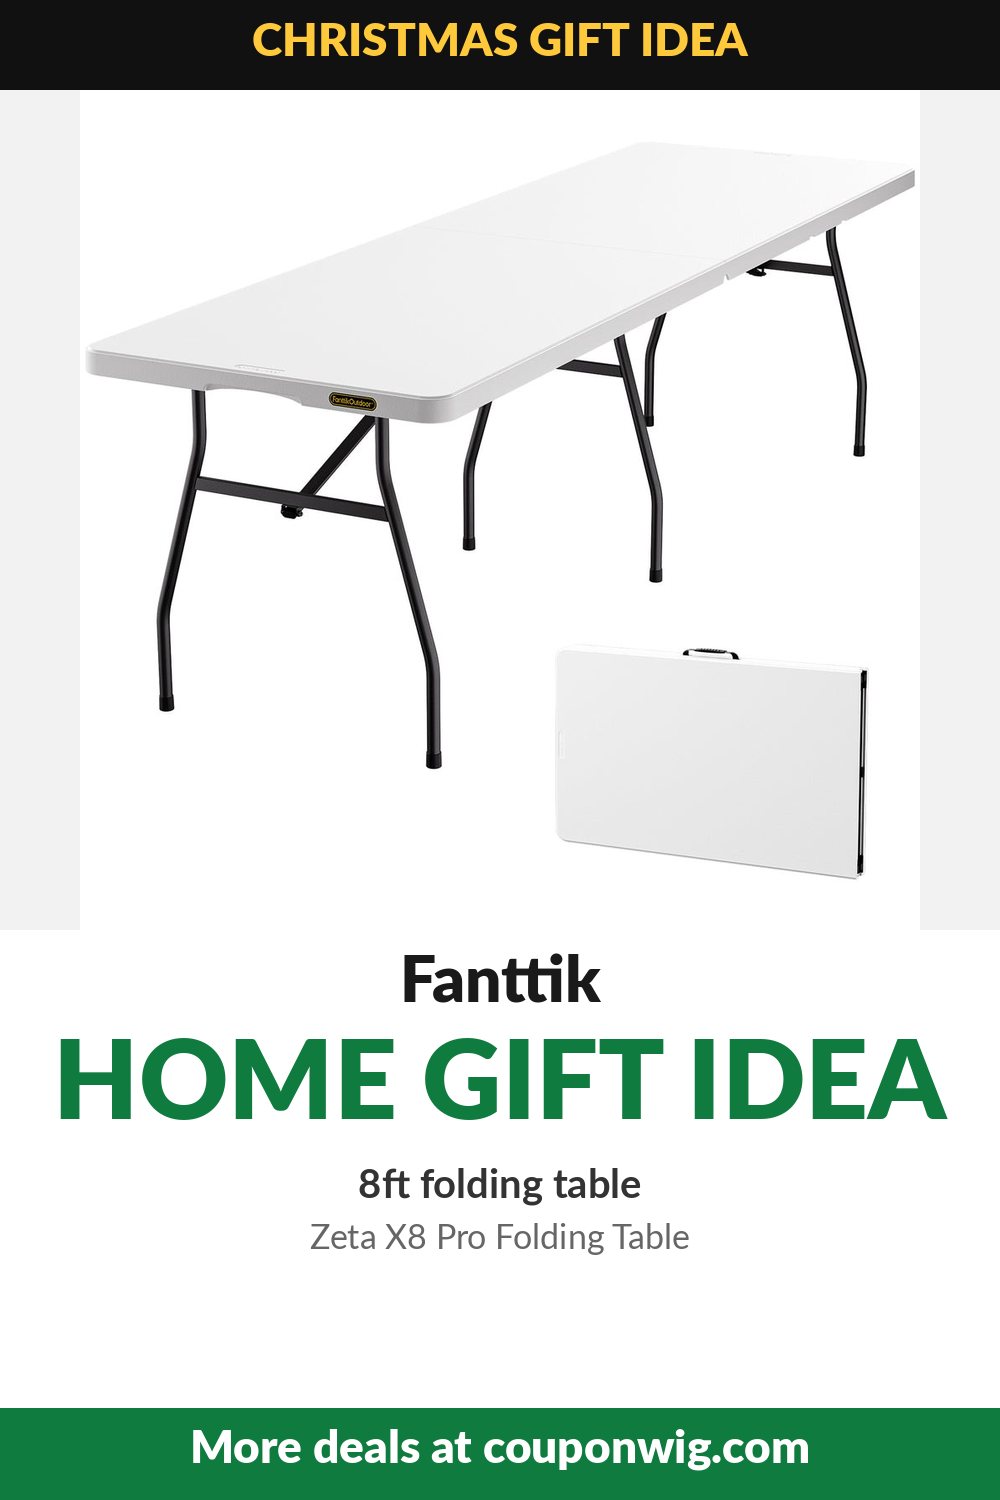 CHRISTMAS GIFT IDEA
FanttikOutdoor
Fanttik
HOME GIFT IDEA
8ft folding table
Zeta X8 Pro Folding Table
More deals at couponwig.com